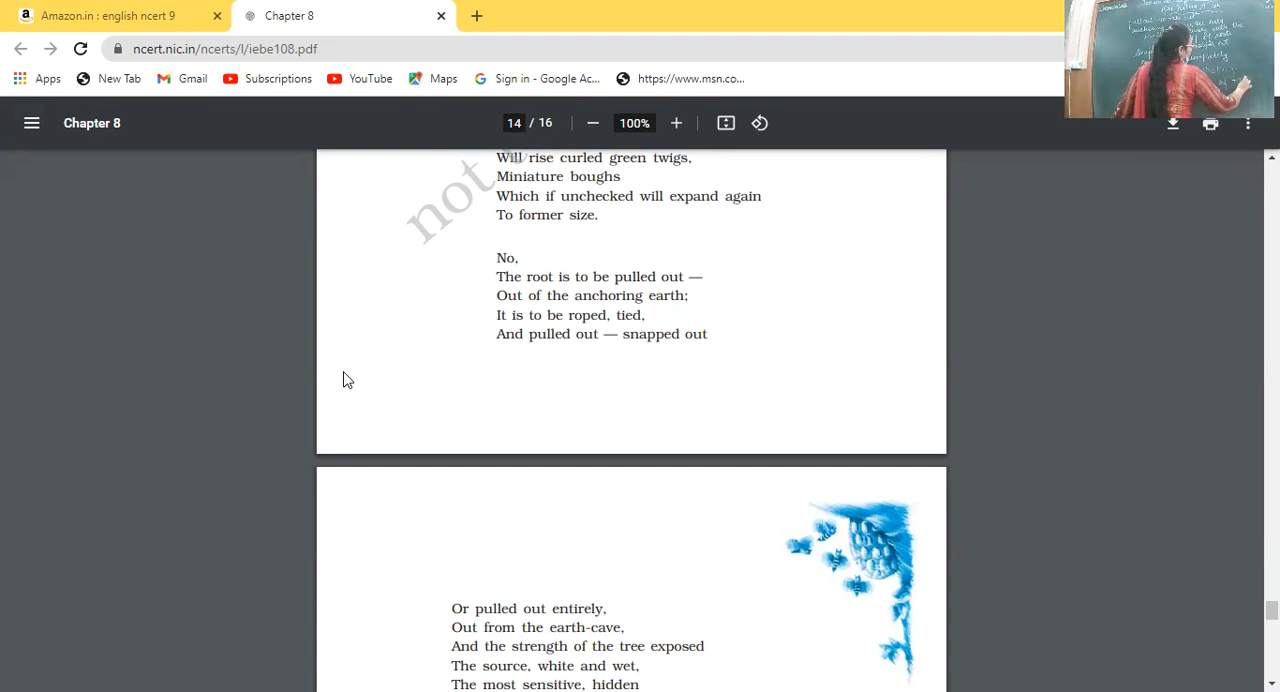 Amazon.in : english ncert 9
Chapter 8
ncert.nic.in/ncerts/l/iebe108.pdf
Apps
New Tab
Gmail
Subscriptions
YouTube
Maps
Sign in - Google Ac...
https://www.msn.co...
Chapter 8
14 / 16
100%
not
Will rise curled green twigs,
Miniature boughs
Which if unchecked will expand again
To former size.
No,
The root is to be pulled out —
Out of the anchoring earth;
It is to be roped, tied,
And pulled out — snapped out
Or pulled out entirely,
Out from the earth-cave,
And the strength of the tree exposed
The source, white and wet,
The most sensitive, hidden